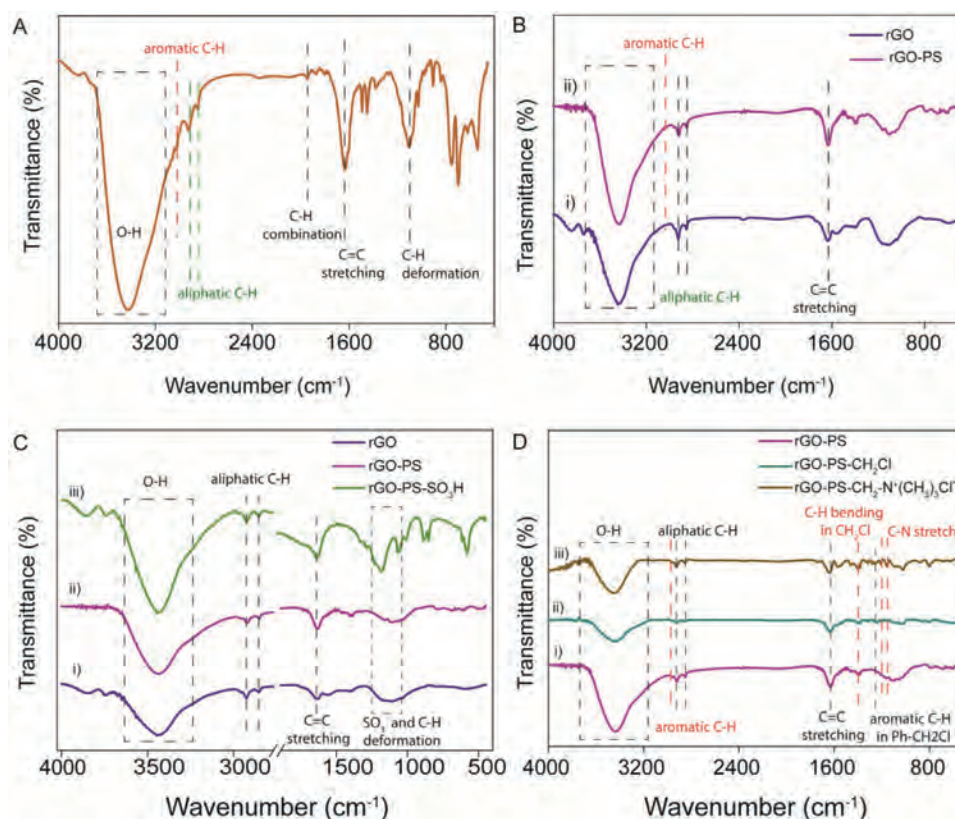 A
aromatic C-H
O-H
aliphatic C-H
C-H
combination
C=C
stretching
C-H
deformation
Transmittance (%)
4000 3200 2400 1600 800
Wavenumber (cm⁻¹)
B
aromatic C-H
rGO
rGO-PS
ii)
i)
aliphatic C-H
C=C
stretching
Transmittance (%)
4000 3200 2400 1600 800
Wavenumber (cm⁻¹)
C
rGO
rGO-PS
rGO-PS-SO₃H
O-H
aliphatic C-H
iii)
ii)
i)
C=C
stretching
SO₃ and C-H
deformation
Transmittance (%)
4000 3500 3000 1500 1000 500
Wavenumber (cm⁻¹)
D
rGO-PS
rGO-PS-CH₂Cl
rGO-PS-CH₂-N⁺(CH₃)₃Cl⁻
C-H bending
in CH₂Cl
C-N stretch
O-H
aliphatic C-H
iii)
ii)
i)
aromatic C-H
C=C
stretching
aromatic C-H
in Ph-CH2Cl
Transmittance (%)
4000 3200 2400 1600 800
Wavenumber (cm⁻¹)